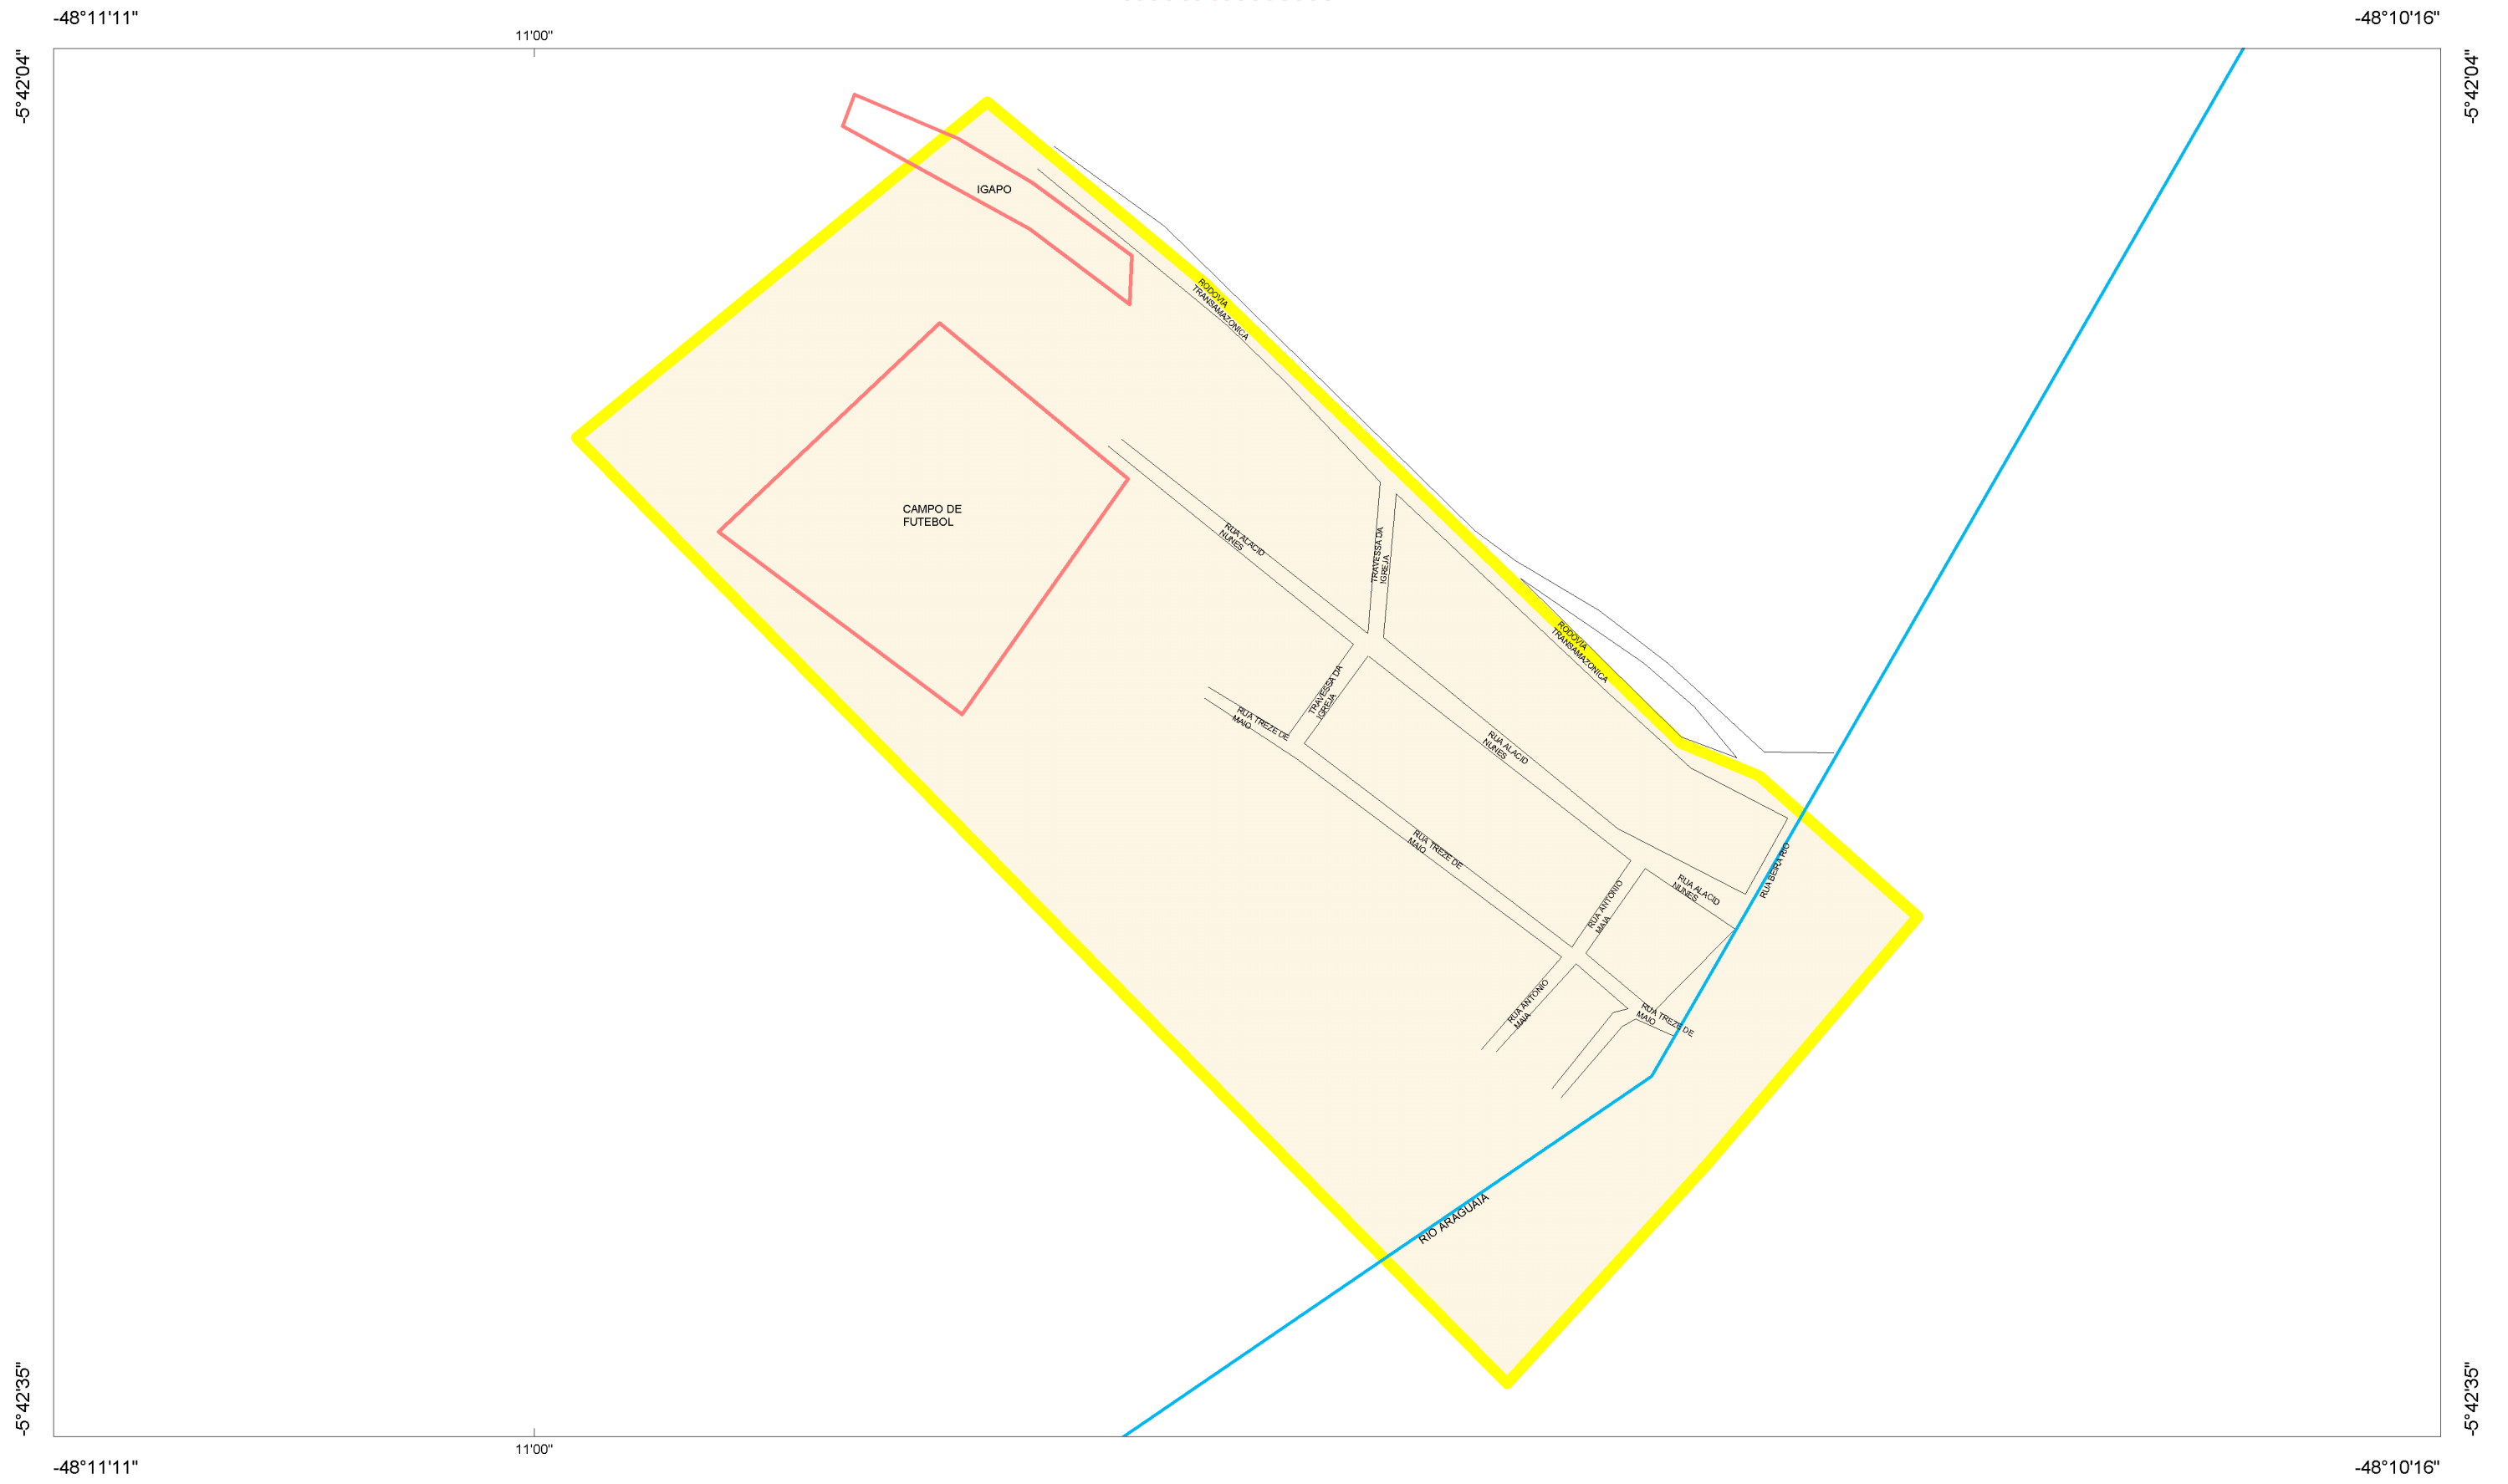 -48°11'11"
-48°10'16"
11'00"
-5°42'04"
-5°42'04"
IGAPO
RODOVIA
TRANSAMAZONICA
CAMPO DE
FUTEBOL
RUA ALACID
NUNES
TRAVESSA DA
IGREJA
RODOVIA
TRANSAMAZONICA
TRAVESSA DA
IGREJA
RUA TREZE DE
MAIO
RUA ALACID
NUNES
RUA TREZE DE
MAIO
RUA BEIRA RIO
RUA ALACID
NUNES
RUA ANTONIO
MAIA
RUA ANTONIO
MAIA
RUA TREZE DE
MAIO
RIO ARAGUAIA
-5°42'35"
-5°42'35"
11'00"
-48°11'11"
-48°10'16"